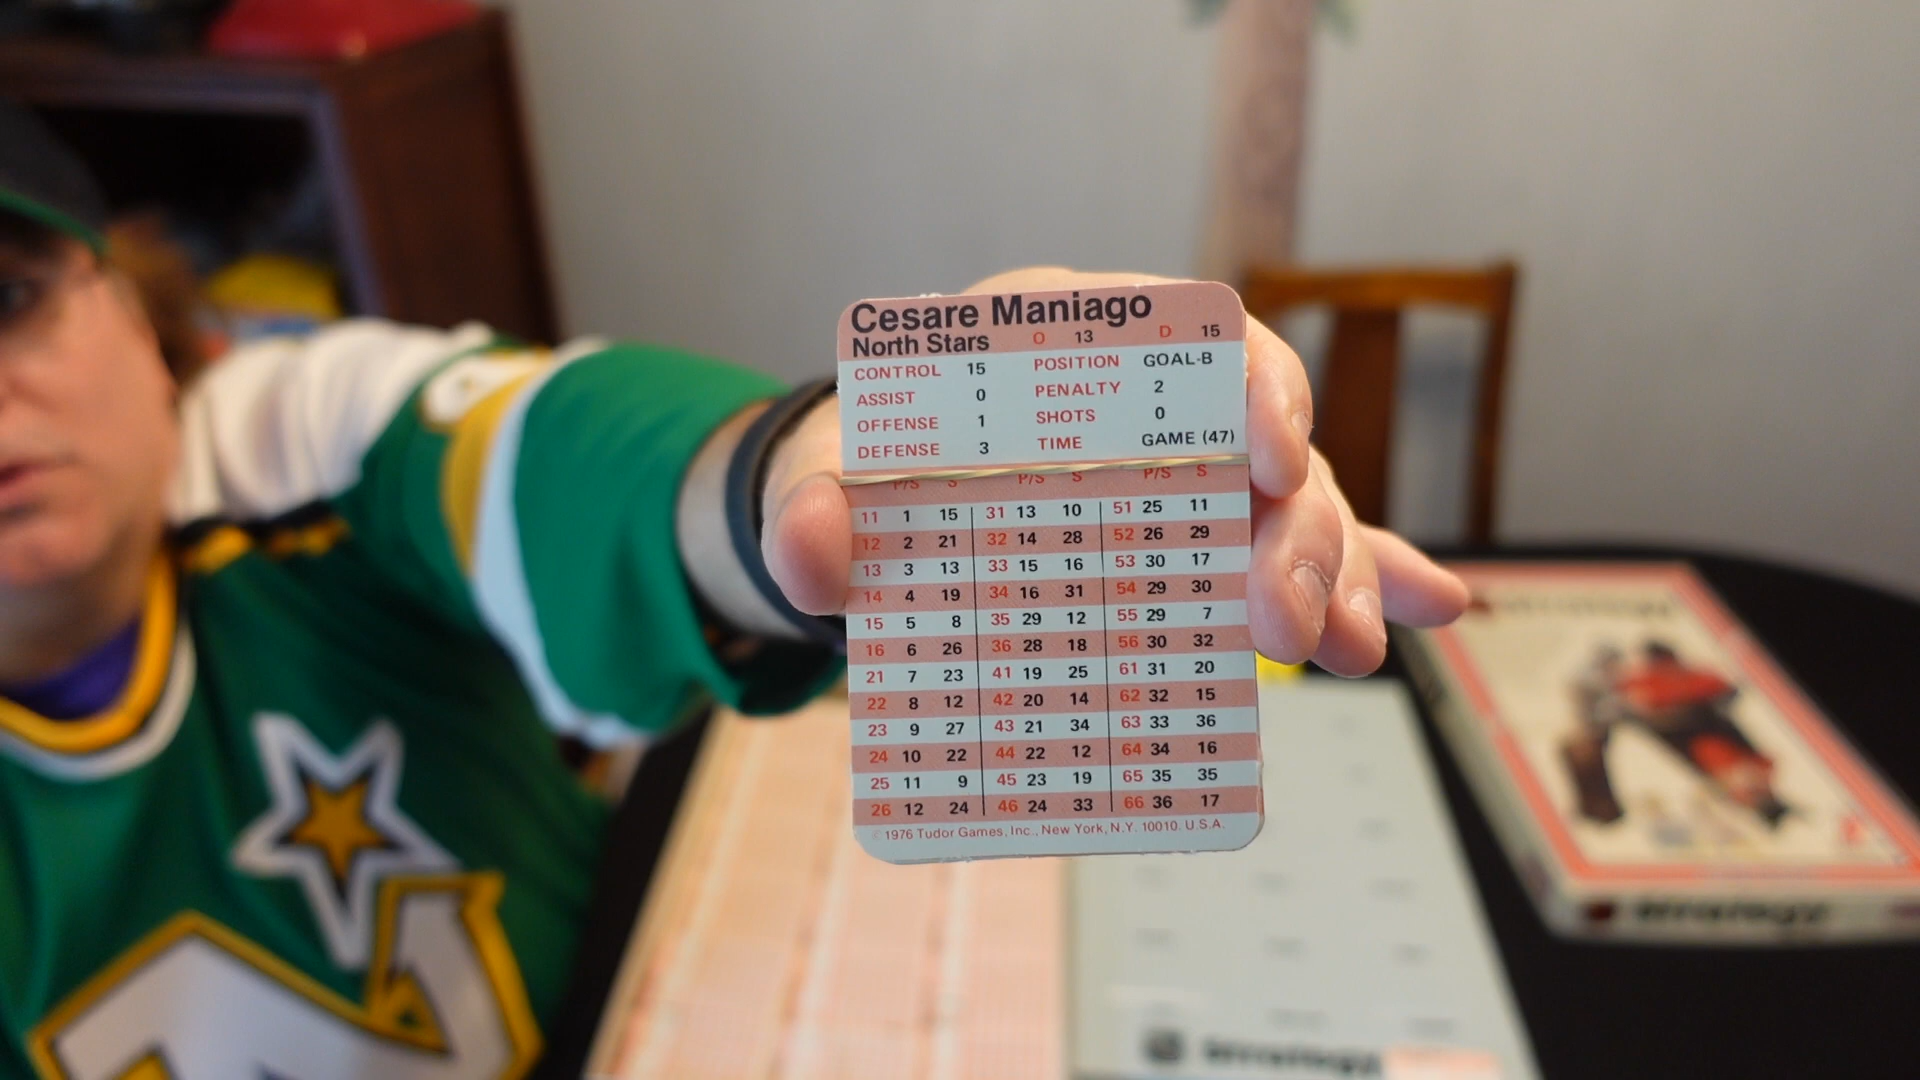 Cesare Maniago
North Stars O 13 D 15
CONTROL 15 POSITION GOAL-B
ASSIST 0 PENALTY 2
OFFENSE 1 SHOTS 0
DEFENSE 3 TIME GAME (47)
P/S S P/S S P/S S
11 1 15 31 13 10 51 25 11
12 2 21 32 14 28 52 26 29
13 3 13 33 15 16 53 30 17
14 4 19 34 16 31 54 29 30
15 5 8 35 29 12 55 29 7
16 6 26 36 28 18 56 30 32
21 7 23 41 19 25 61 31 20
22 8 12 42 20 14 62 32 15
23 9 27 43 21 34 63 33 36
24 10 22 44 22 12 64 34 16
25 11 9 45 23 19 65 35 35
26 12 24 46 24 33 66 36 17
© 1976 Tudor Games, Inc., New York, N.Y. 10010. U.S.A.
strategy
strategy